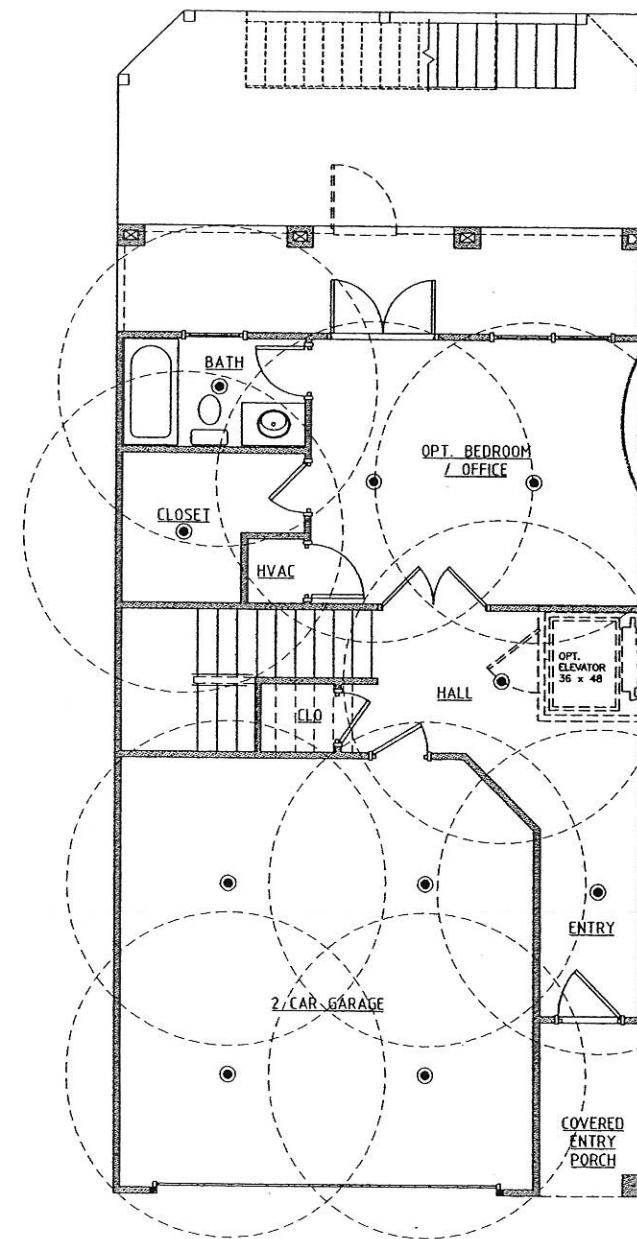 BATH
OPT. BEDROOM
/ OFFICE
CLOSET
HVAC
OPT.
ELEVATOR
36 x 48
HALL
CLO
ENTRY
2 CAR GARAGE
COVERED
ENTRY
PORCH